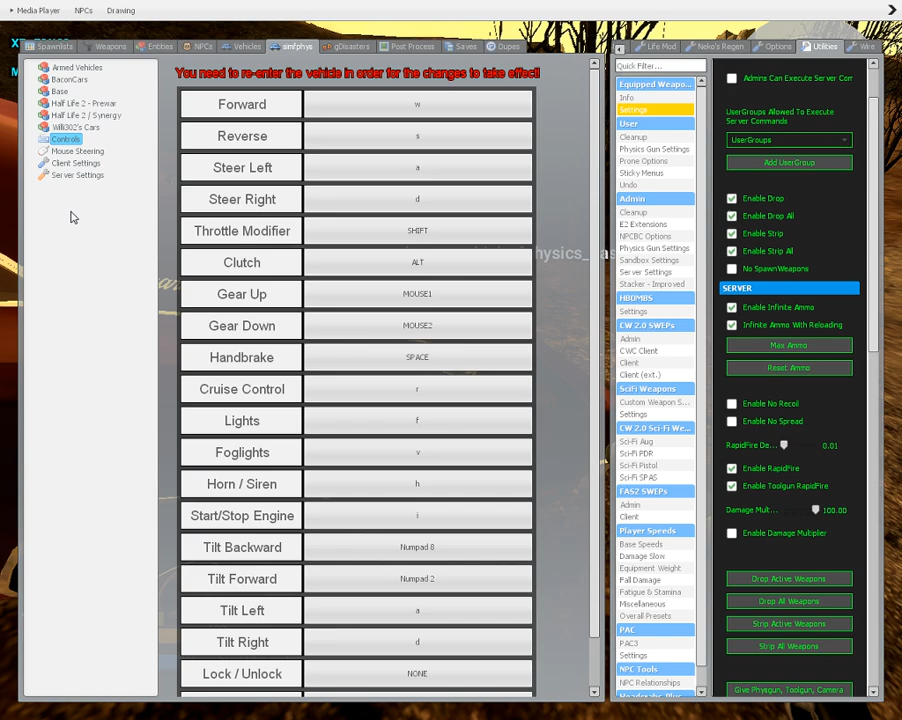 Media Player
NPCs
Drawing
Spawnlists
Weapons
Entities
NPCs
Vehicles
simfphys
gDisasters
Post Process
Saves
Dupes
Life Mod
Neko's Regen
Options
Utilities
Wire
Armed Vehicles
BaconCars
Base
Half Life 2 - Prewar
Half Life 2 / Synergy
Willi302's Cars
Controls
Mouse Steering
Client Settings
Server Settings
You need to re-enter the vehicle in order for the changes to take effect!
Forward w
Reverse s
Steer Left a
Steer Right d
Throttle Modifier SHIFT
Clutch ALT
Gear Up MOUSE1
Gear Down MOUSE2
Handbrake SPACE
Cruise Control r
Lights f
Foglights v
Horn / Siren h
Start/Stop Engine i
Tilt Backward Numpad 8
Tilt Forward Numpad 2
Tilt Left a
Tilt Right d
Lock / Unlock NONE
Quick Filter...
Equipped Weapo...
Info
Settings
User
Cleanup
Physics Gun Settings
Prone Options
Sticky Menus
Undo
Admin
Cleanup
E2 Extensions
NPCBC Options
Physics Gun Settings
Sandbox Settings
Server Settings
Stacker - Improved
HBOMBS
Settings
CW 2.0 SWEPs
Admin
CWC Client
Client
Client (ext.)
SciFi Weapons
Custom Weapon S...
Settings
CW 2.0 Sci-Fi We...
Sci-Fi Aug
Sci-Fi PDR
Sci-Fi Pistol
Sci-Fi SPAS
FAS2 SWEPs
Admin
Client
Player Speeds
Base Speeds
Damage Slow
Equipment Weight
Fall Damage
Fatigue & Stamina
Miscellaneous
Overall Presets
PAC
PAC3
Settings
NPC Tools
NPC Relationships
Admins Can Execute Server Com
UserGroups Allowed To Execute
Server Commands
UserGroups
Add UserGroup
Enable Drop
Enable Drop All
Enable Strip
Enable Strip All
No SpawnWeapons
SERVER
Enable Infinite Ammo
Infinite Ammo With Reloading
Max Ammo
Reset Ammo
Enable No Recoil
Enable No Spread
RapidFire De... 0.01
Enable RapidFire
Enable Toolgun RapidFire
Damage Mult... 100.00
Enable Damage Multiplier
Drop Active Weapons
Drop All Weapons
Strip Active Weapons
Strip All Weapons
Give Physgun, Toolgun, Camera